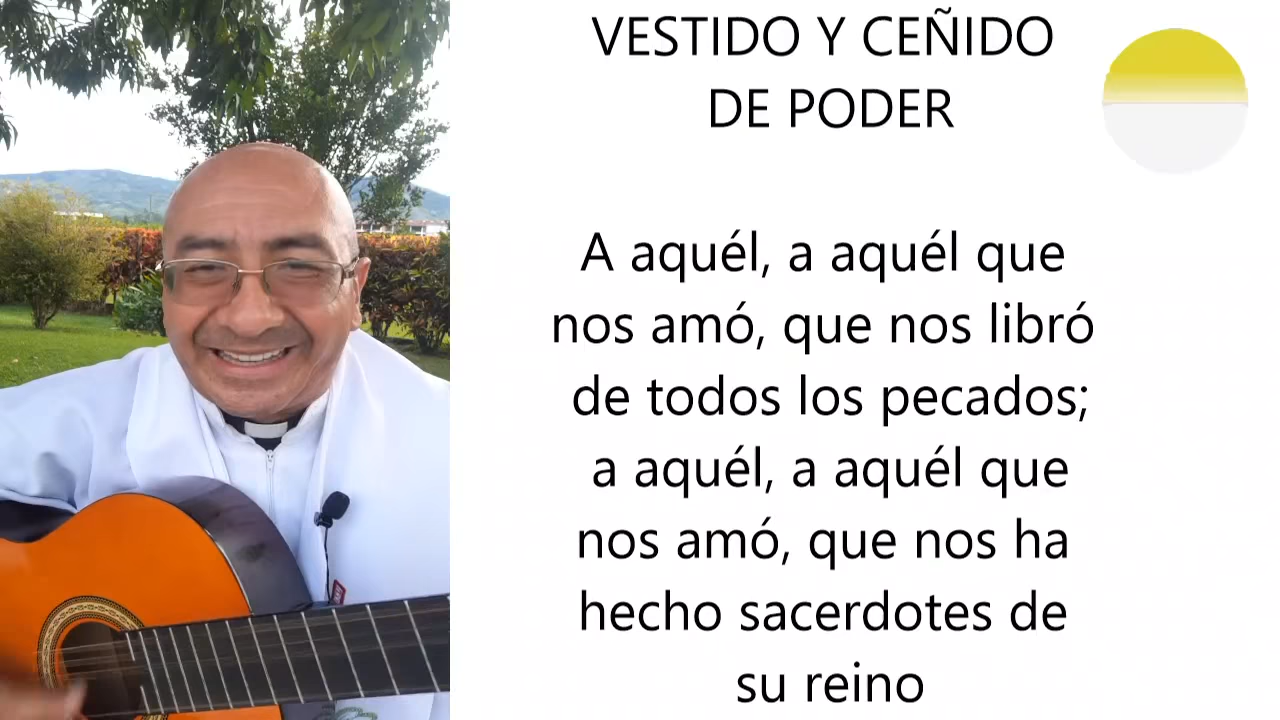 VESTIDO Y CEÑIDO
DE PODER
A aquél, a aquél que
nos amó, que nos libró
de todos los pecados;
a aquél, a aquél que
nos amó, que nos ha
hecho sacerdotes de
su reino